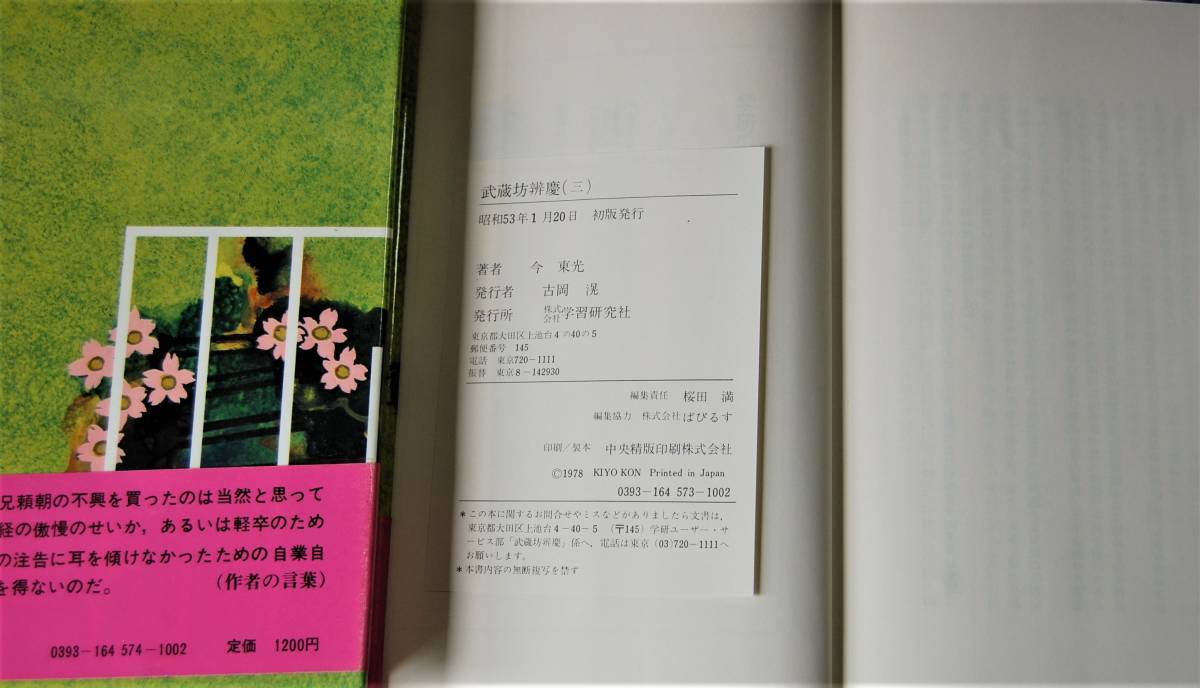 兄頼朝の不興を買ったのは当然と思って
経の傲慢のせいか，あるいは軽卒のため
の注告に耳を傾けなかったための自業自
を得ないのだ。 (作者の言葉)
0393-164 574-1002 定価 1200円
武蔵坊辨慶(三)
昭和53年1月20日 初版発行
著者 今 東光
発行者 古岡 滉
発行所 株式会社 学習研究社
東京都大田区上池台4の40の5
郵便番号 145
電話 東京720-1111
振替 東京8-142930
編集責任 桜田 満
編集協力 株式会社ばびるす
印刷/製本 中央精版印刷株式会社
©1978 KIYO KON Printed in Japan
0393-164 573-1002
*この本に関するお問合せやミスなどがありましたら文書は，
東京都大田区上池台4-40-5 (〒145) 学研ユーザー・サ
ービス部「武蔵坊辨慶」係へ，電話は東京(03)720-1111へ
お願いします。
*本書内容の無断複写を禁ず